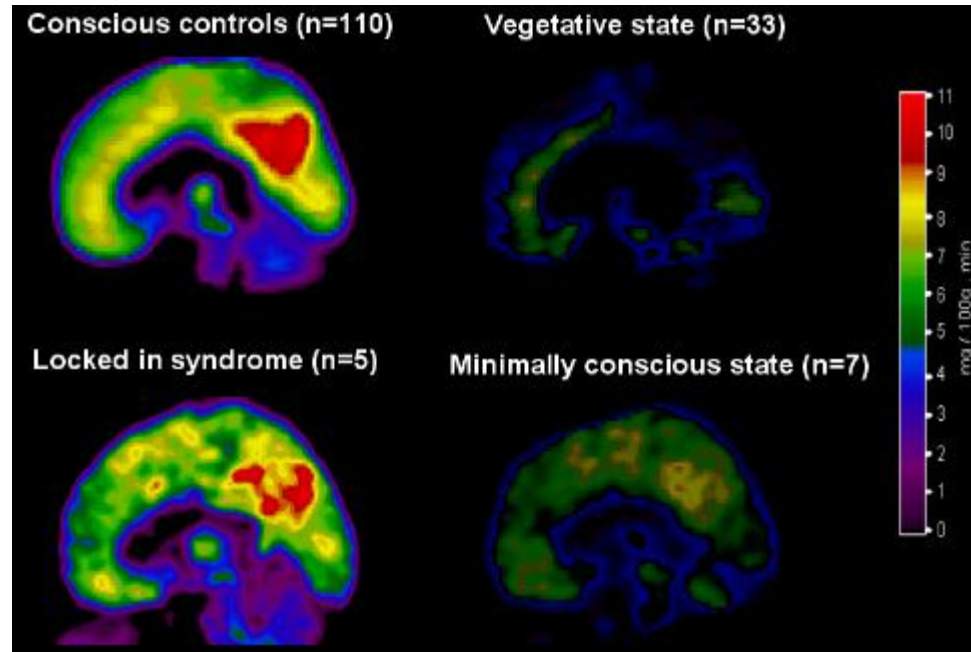 Conscious controls (n=110)
Vegetative state (n=33)
Locked in syndrome (n=5)
Minimally conscious state (n=7)
11
10
9
8
7
6
5
4
3
2
1
0
mg / 100g . min